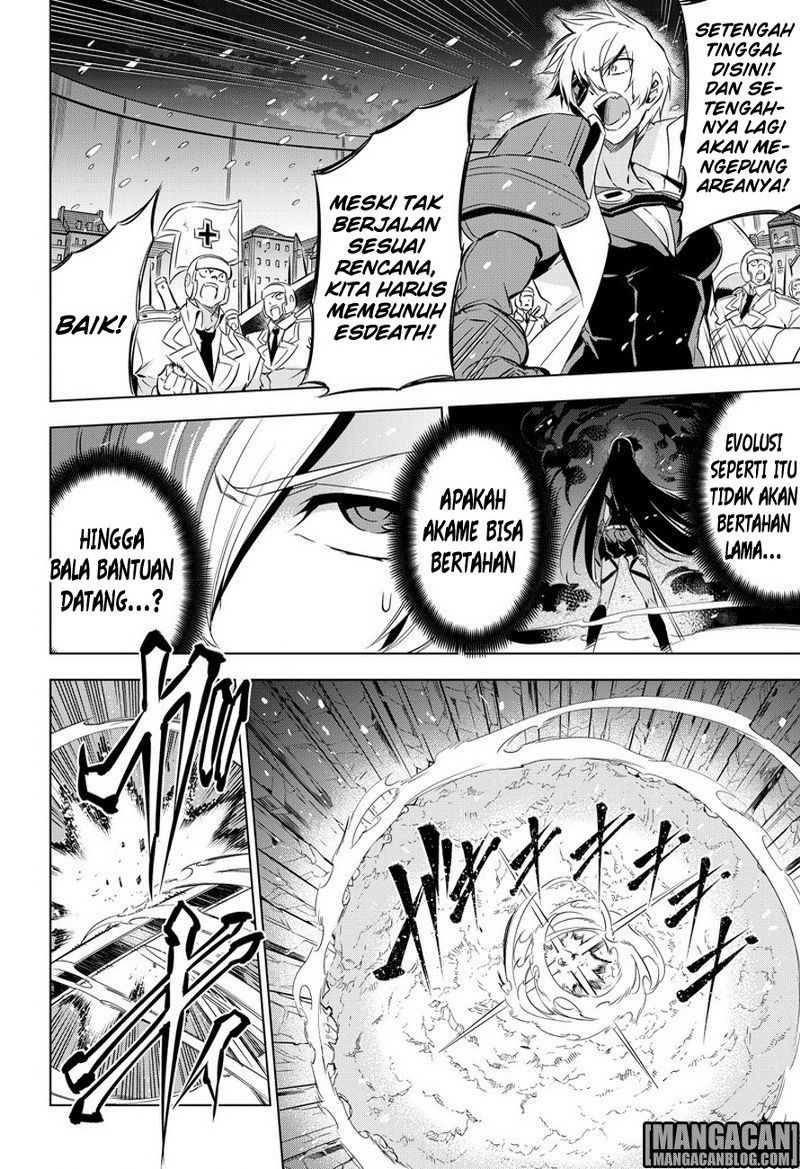 SETENGAH
TINGGAL
DISINI!
DAN SE-
TENGAH-
NYA LAGI
AKAN ME-
NGEPUNG
AREANYA!
MESKI TAK
BERJALAN
SESUAI
RENCANA,
KITA HARUS
MEMBUNUH
ESDEATH!
BAIK!
EVOLUSI
SEPERTI ITU
TIDAK AKAN
BERTAHAN
LAMA...
APAKAH
AKAME BISA
BERTAHAN
HINGGA
BALA BANTUAN
DATANG...?
MANGACAN
MANGACANBLOG.COM